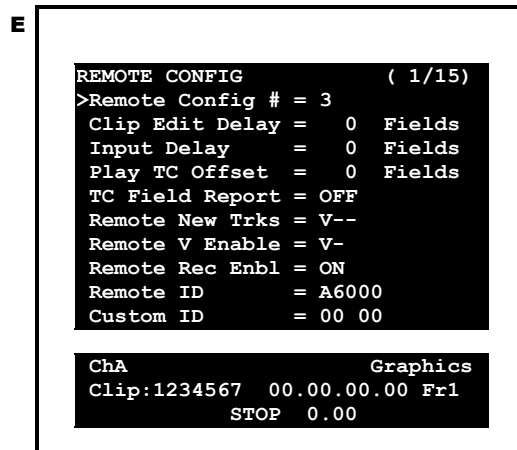 E
REMOTE CONFIG ( 1/15)
>Remote Config # = 3
Clip Edit Delay = 0 Fields
Input Delay = 0 Fields
Play TC Offset = 0 Fields
TC Field Report = OFF
Remote New Trks = V--
Remote V Enable = V-
Remote Rec Enbl = ON
Remote ID = A6000
Custom ID = 00 00
ChA Graphics
Clip:1234567 00.00.00.00 Fr1
STOP 0.00